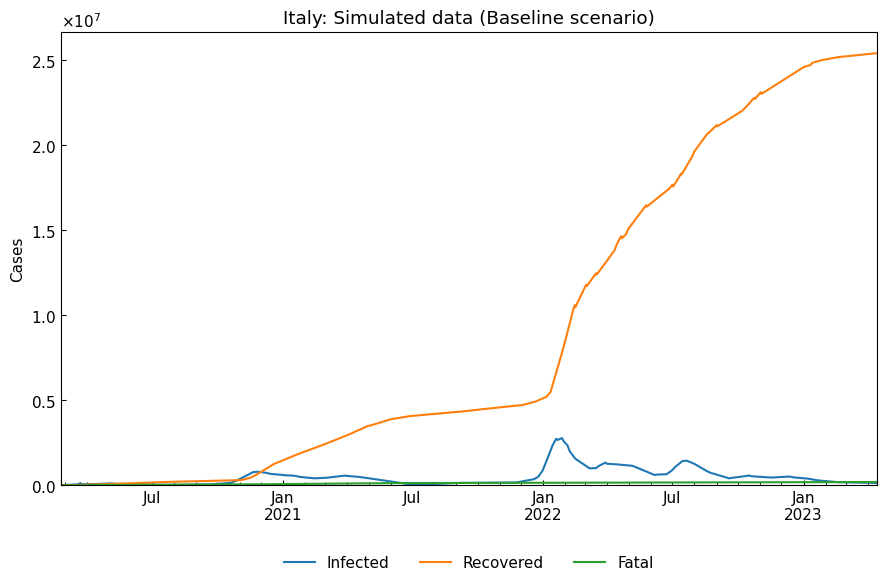 Italy: Simulated data (Baseline scenario)
×10⁷
2.5
2.0
1.5
1.0
0.5
0.0
Cases
Jul Jan Jul Jan Jul Jan
2021 2022 2023
Infected Recovered Fatal